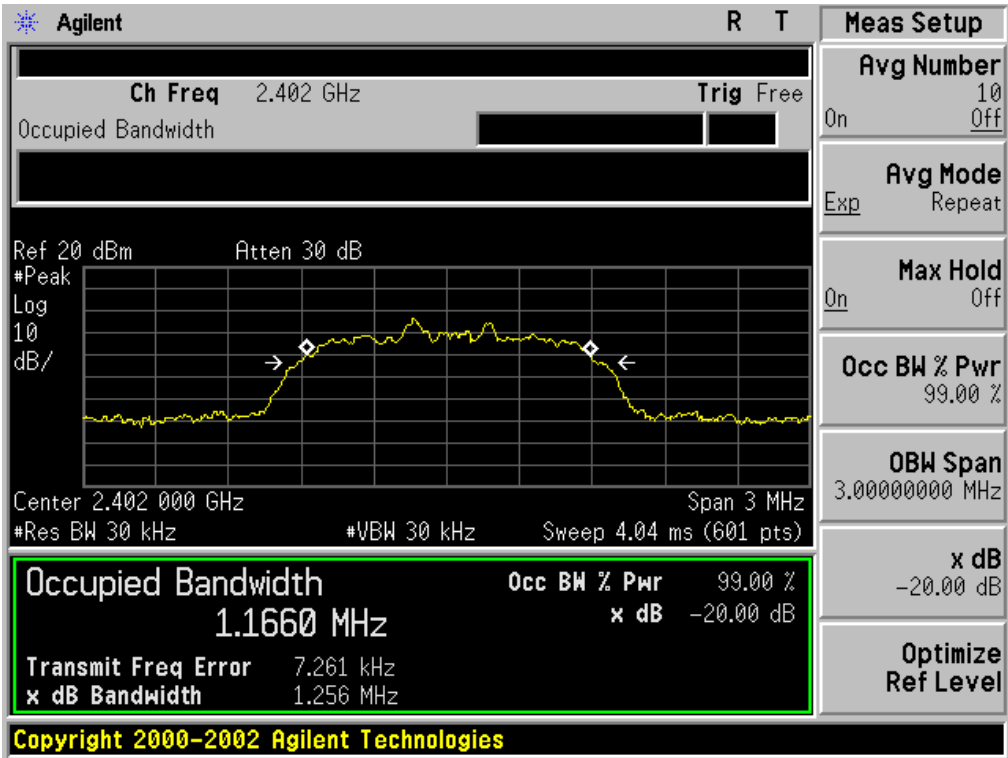 Agilent R T
Ch Freq 2.402 GHz Trig Free
Occupied Bandwidth
Ref 20 dBm Atten 30 dB
#Peak
Log
10
dB/
Center 2.402 000 GHz Span 3 MHz
#Res BW 30 kHz #VBW 30 kHz Sweep 4.04 ms (601 pts)
Occupied Bandwidth Occ BW % Pwr 99.00 %
1.1660 MHz x dB -20.00 dB
Transmit Freq Error 7.261 kHz
x dB Bandwidth 1.256 MHz
Copyright 2000-2002 Agilent Technologies
Meas Setup
Avg Number
10
On Off
Avg Mode
Exp Repeat
Max Hold
On Off
Occ BW % Pwr
99.00 %
OBW Span
3.00000000 MHz
x dB
-20.00 dB
Optimize
Ref Level